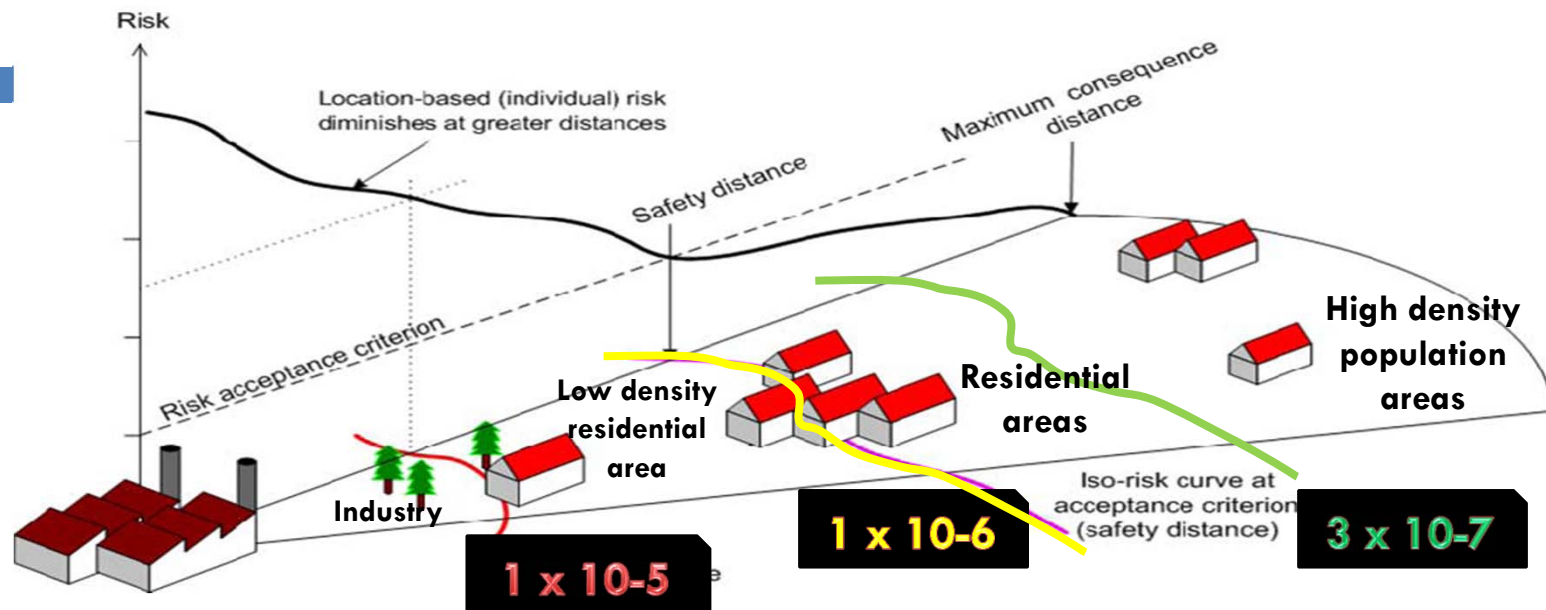 Risk
Location-based (individual) risk
diminishes at greater distances
Maximum consequence
distance
Safety distance
Risk acceptance criterion
High density
population
areas
Low density
residential
area
Residential
areas
Industry
Iso-risk curve at
acceptance criterion
(safety distance)
1 x 10-6
3 x 10-7
1 x 10-5
e